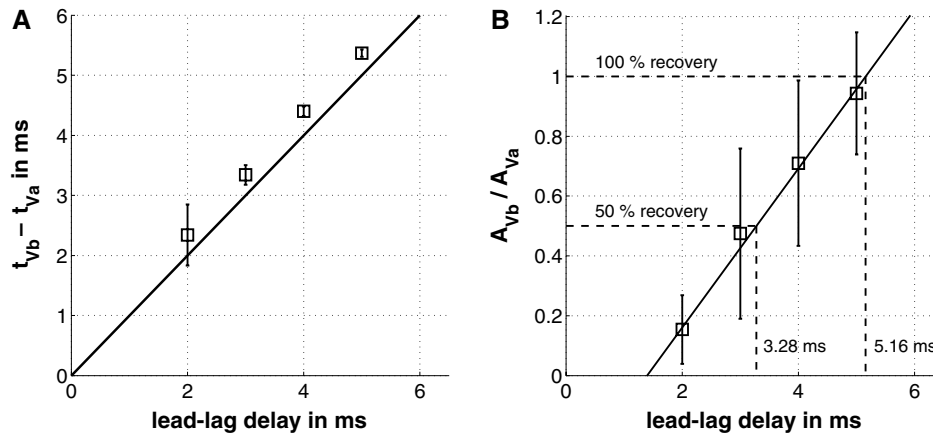 A
6
5
4
3
2
1
0
0 2 4 6
t_Vb − t_Va in ms
lead-lag delay in ms
B
1.2
1
0.8
0.6
0.4
0.2
0
0 2 4 6
A_Vb / A_Va
100 % recovery
50 % recovery
3.28 ms
5.16 ms
lead-lag delay in ms